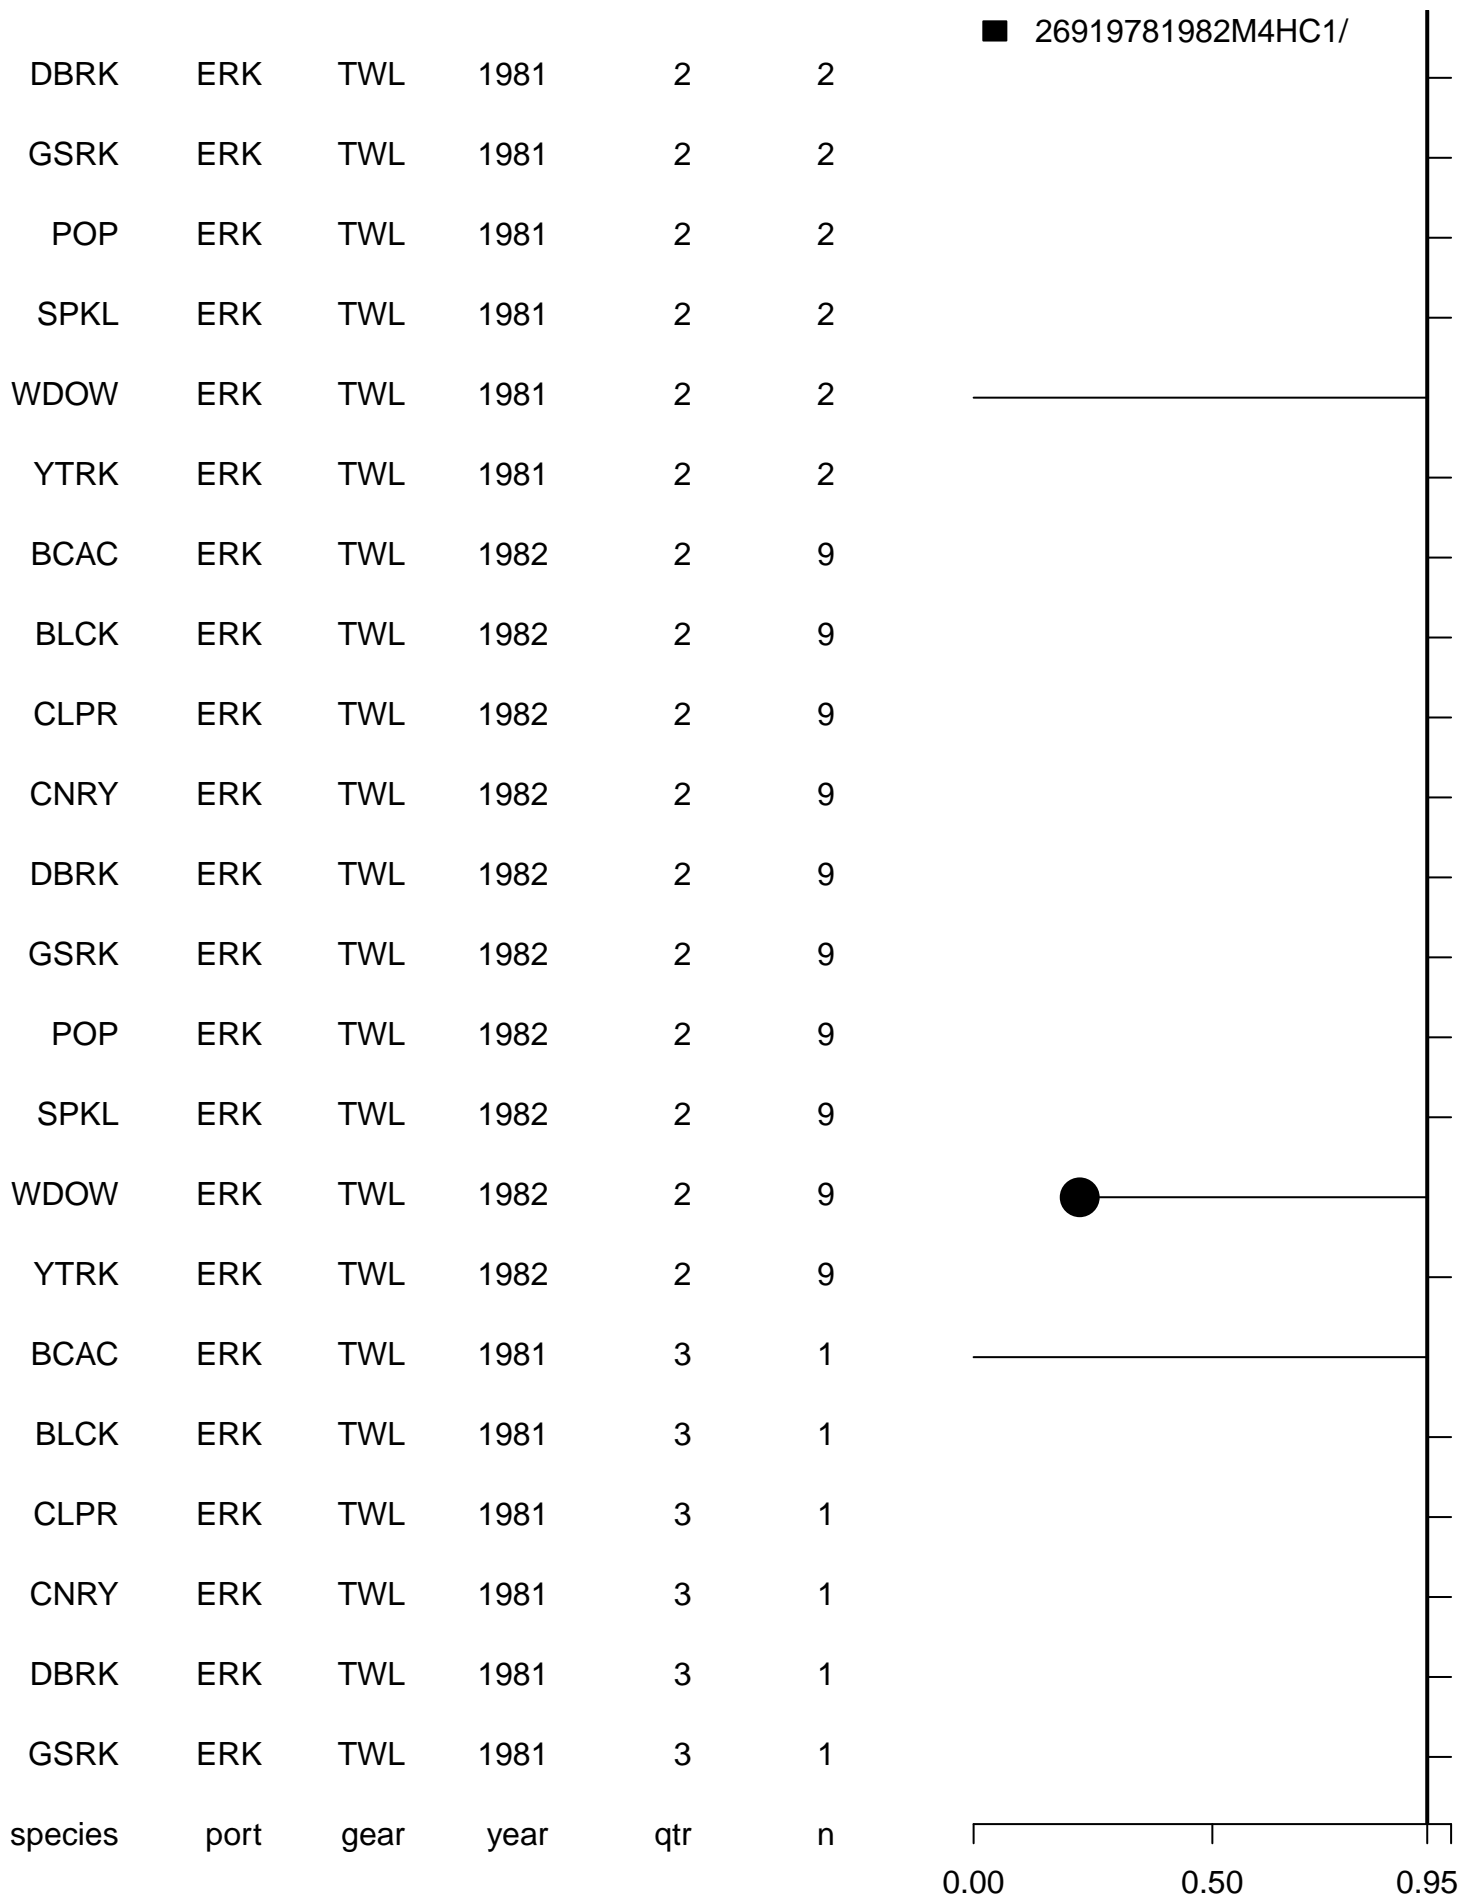 26919781982M4HC1/
DBRK ERK TWL 1981 2 2
GSRK ERK TWL 1981 2 2
POP ERK TWL 1981 2 2
SPKL ERK TWL 1981 2 2
WDOW ERK TWL 1981 2 2
YTRK ERK TWL 1981 2 2
BCAC ERK TWL 1982 2 9
BLCK ERK TWL 1982 2 9
CLPR ERK TWL 1982 2 9
CNRY ERK TWL 1982 2 9
DBRK ERK TWL 1982 2 9
GSRK ERK TWL 1982 2 9
POP ERK TWL 1982 2 9
SPKL ERK TWL 1982 2 9
WDOW ERK TWL 1982 2 9
YTRK ERK TWL 1982 2 9
BCAC ERK TWL 1981 3 1
BLCK ERK TWL 1981 3 1
CLPR ERK TWL 1981 3 1
CNRY ERK TWL 1981 3 1
DBRK ERK TWL 1981 3 1
GSRK ERK TWL 1981 3 1
species port gear year qtr n
0.00 0.50 0.95